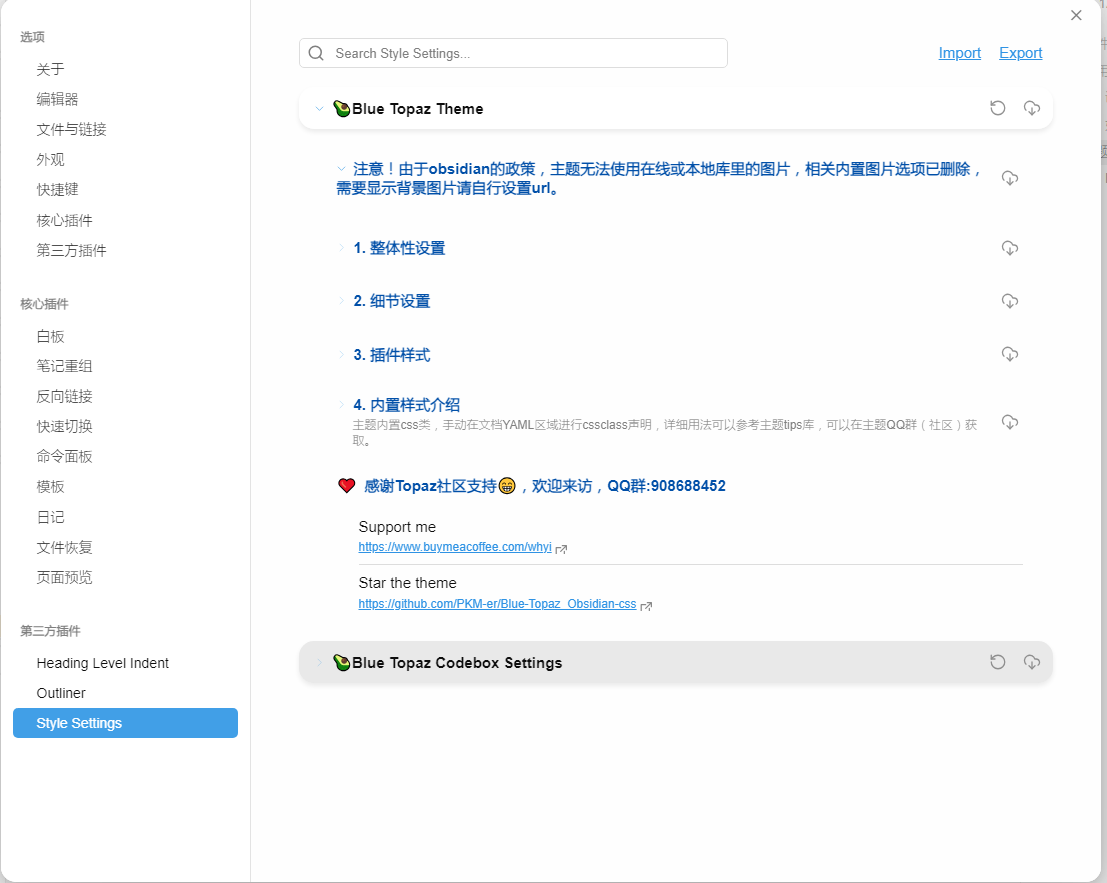 选项
关于
编辑器
文件与链接
外观
快捷键
核心插件
第三方插件
核心插件
白板
笔记重组
反向链接
快速切换
命令面板
模板
日记
文件恢复
页面预览
第三方插件
Heading Level Indent
Outliner
Style Settings
Search Style Settings...
Import Export
🥑Blue Topaz Theme
注意！由于obsidian的政策，主题无法使用在线或本地库里的图片，相关内置图片选项已删除，
需要显示背景图片请自行设置url。
1. 整体性设置
2. 细节设置
3. 插件样式
4. 内置样式介绍
主题内置css类，手动在文档YAML区域进行cssclass声明，详细用法可以参考主题tips库，可以在主题QQ群（社区）获
取。
❤ 感谢Topaz社区支持😁，欢迎来访，QQ群:908688452
Support me
https://www.buymeacoffee.com/whyi
Star the theme
https://github.com/PKM-er/Blue-Topaz_Obsidian-css
🥑Blue Topaz Codebox Settings